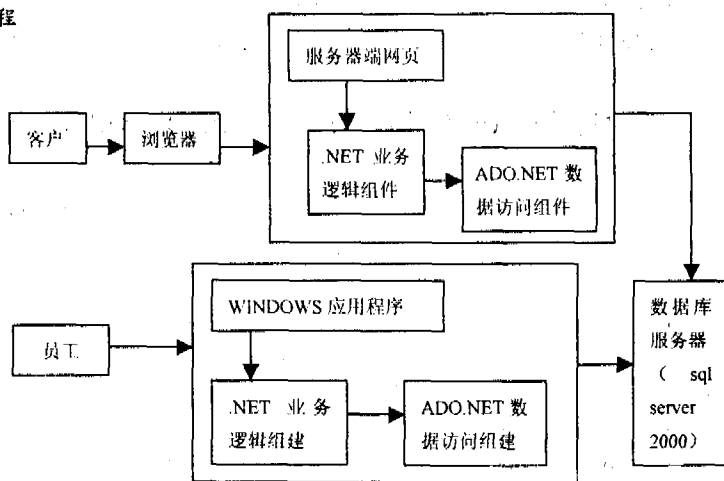 程
服务器端网页
客户
浏览器
.NET 业务
逻辑组件
ADO.NET 数
据访问组件
WINDOWS 应用程序
员工
.NET 业务
逻辑组建
ADO.NET 数
据访问组建
数据库
服务器
（ sql
server
2000）